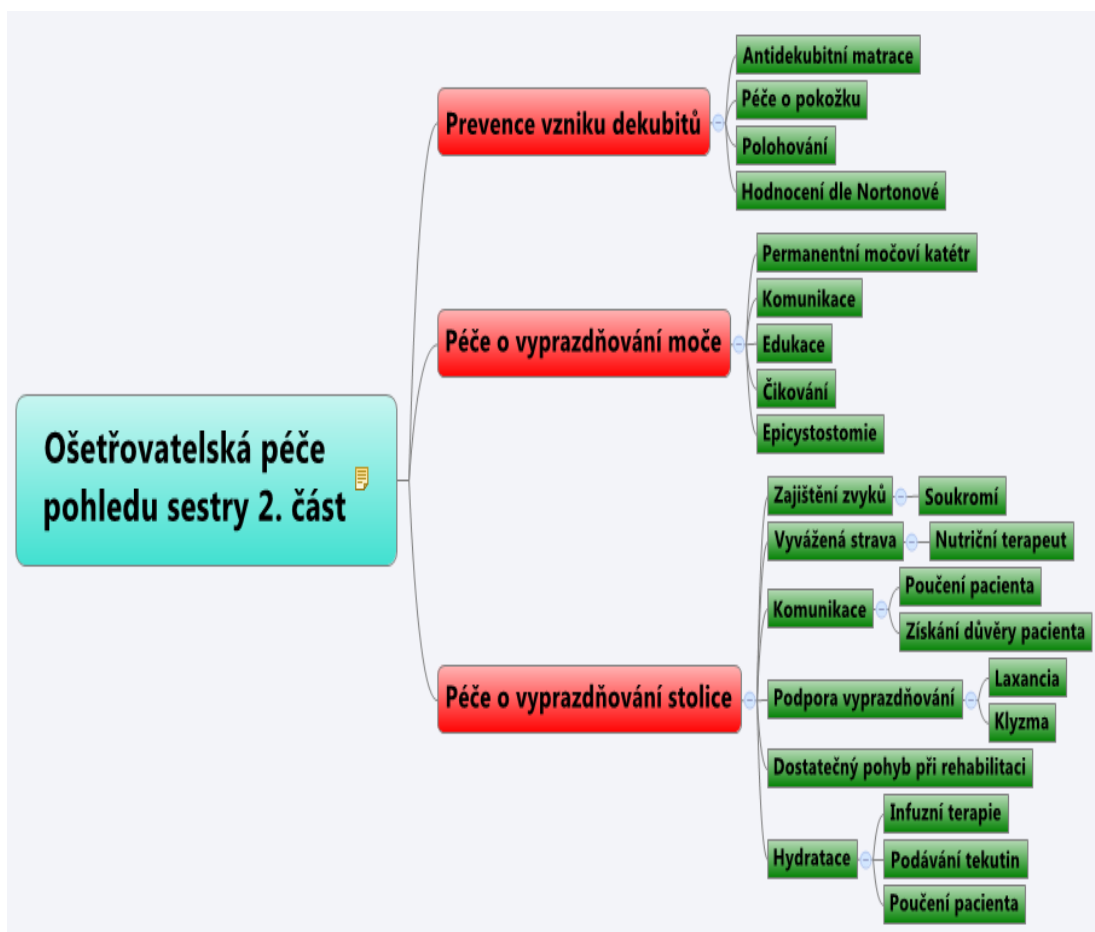 Ošetřovatelská péče
pohledu sestry 2. část
Prevence vzniku dekubitů
Antidekubitní matrace
Péče o pokožku
Polohování
Hodnocení dle Nortonové
Péče o vyprazdňování moče
Permanentní močoví katétr
Komunikace
Edukace
Čikování
Epicystostomie
Péče o vyprazdňování stolice
Zajištění zvyků
Soukromí
Vyvážená strava
Nutriční terapeut
Komunikace
Poučení pacienta
Získání důvěry pacienta
Podpora vyprazdňování
Laxancia
Klyzma
Dostatečný pohyb při rehabilitaci
Hydratace
Infuzní terapie
Podávání tekutin
Poučení pacienta